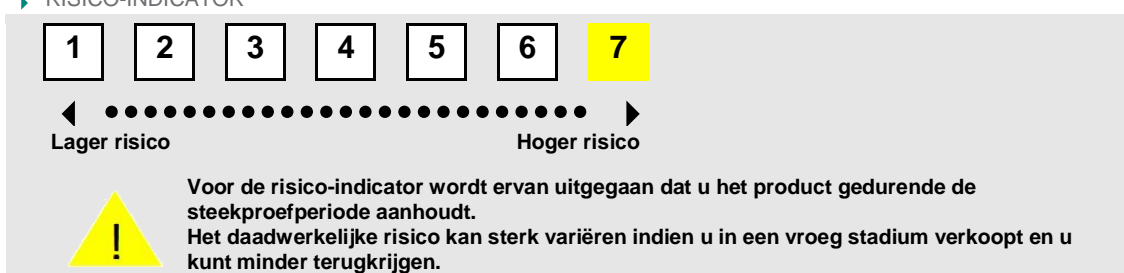 RISICO-INDICATOR
1 2 3 4 5 6 7
Lager risico Hoger risico
Voor de risico-indicator wordt ervan uitgegaan dat u het product gedurende de
steekproefperiode aanhoudt.
!
Het daadwerkelijke risico kan sterk variëren indien u in een vroeg stadium verkoopt en u
kunt minder terugkrijgen.